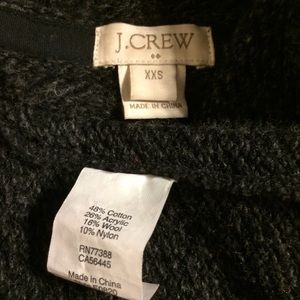 J.CREW
XXS
MADE IN CHINA
48% Cotton
26% Acrylic
16% Wool
10% Nylon
RN77388
CA56445
Made in China